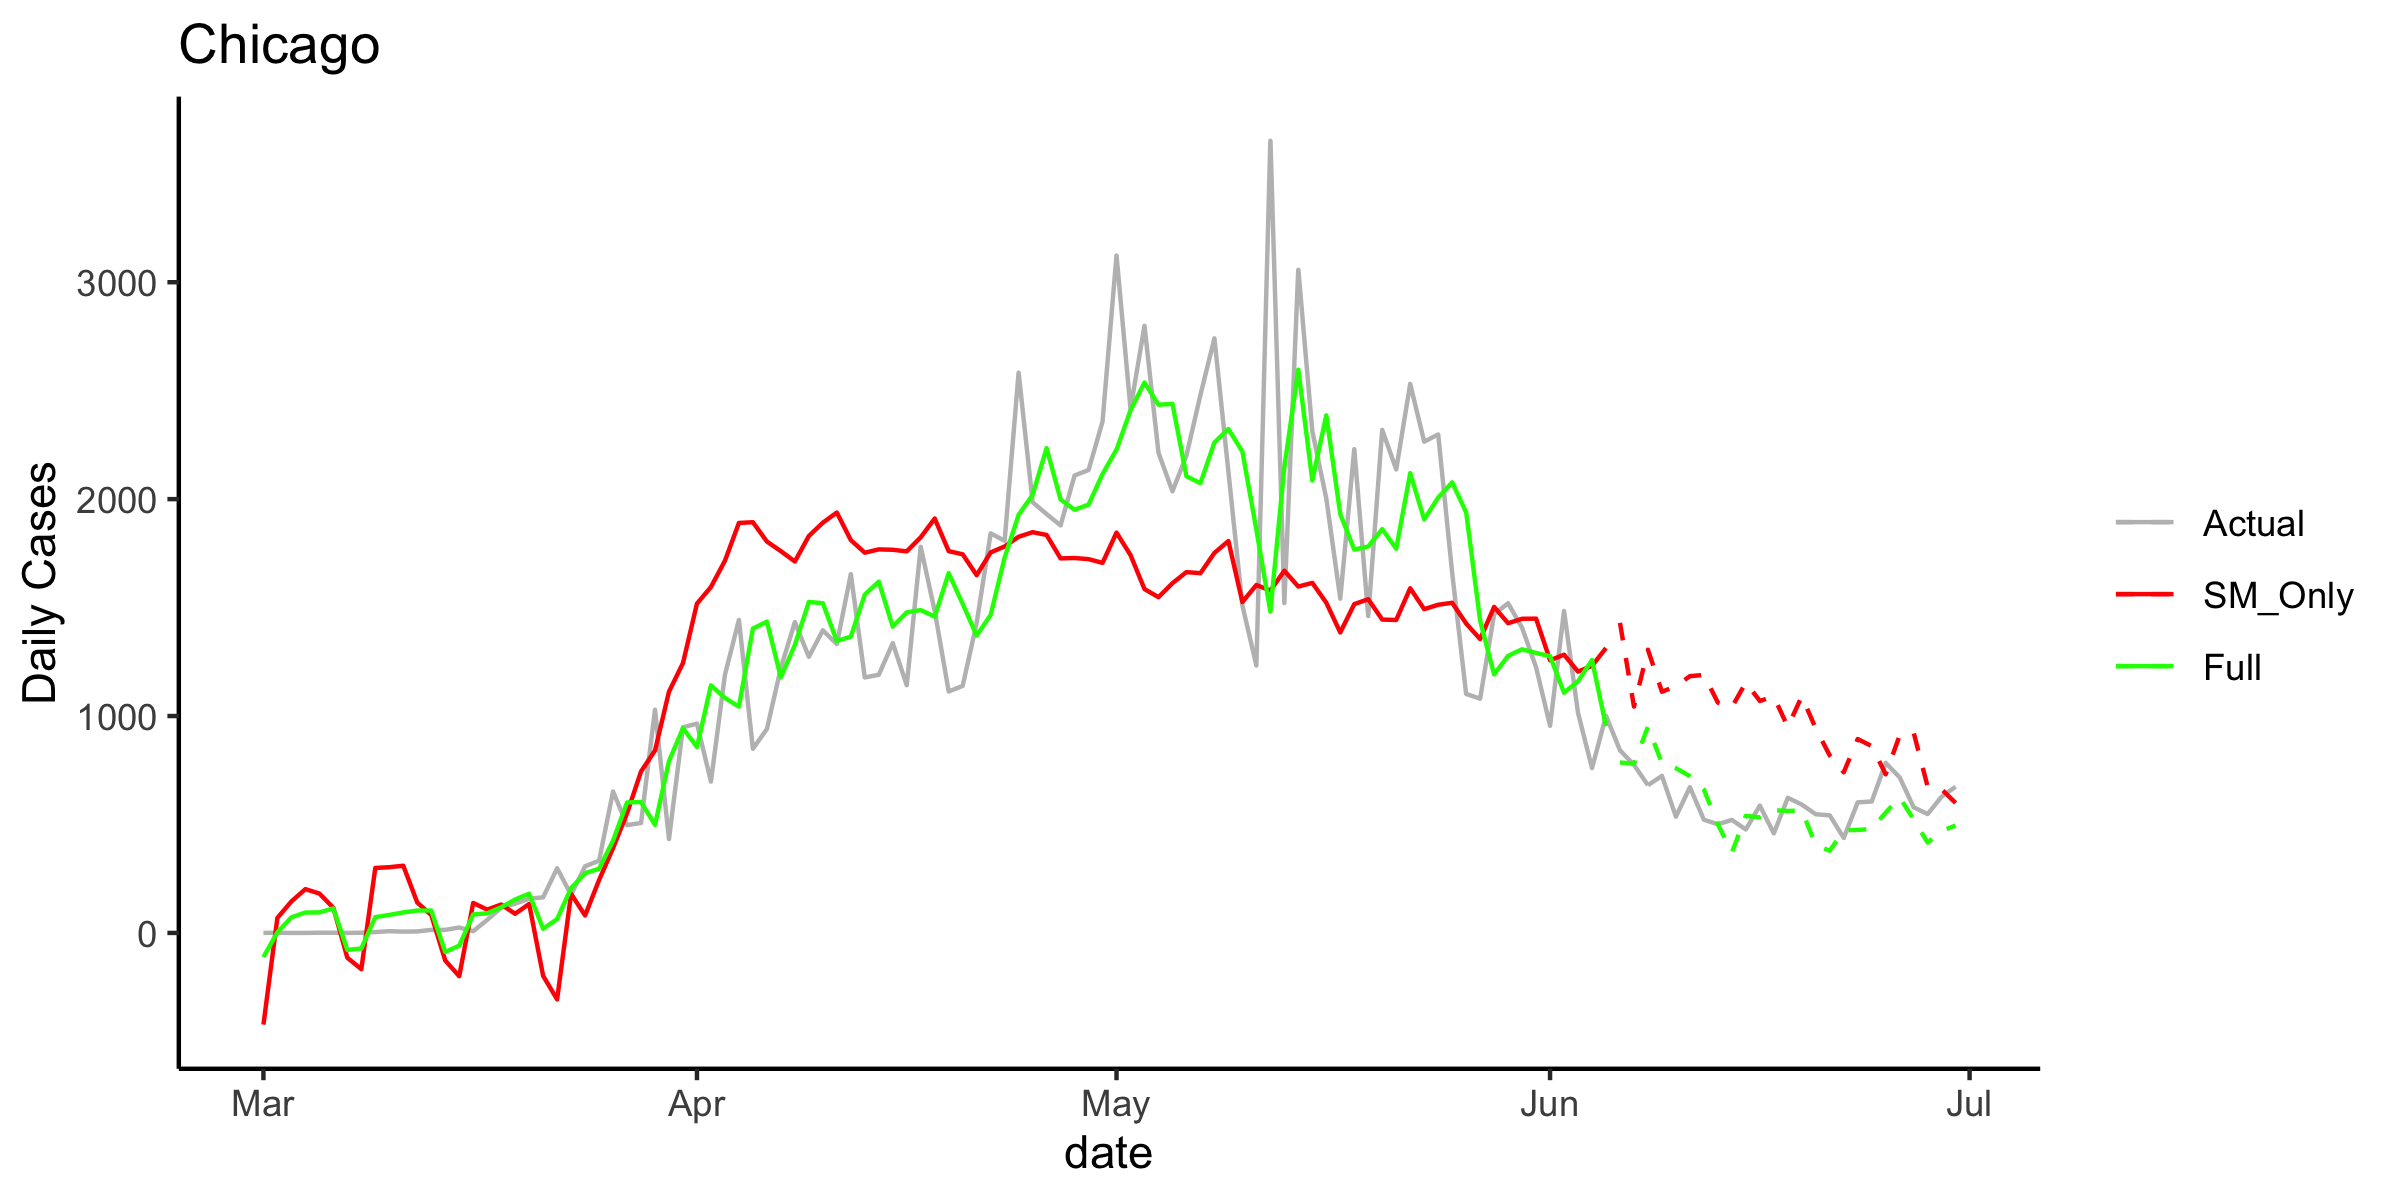 Chicago
Daily Cases
3000
2000
1000
0
Mar
Apr
May
Jun
Jul
date
Actual
SM_Only
Full